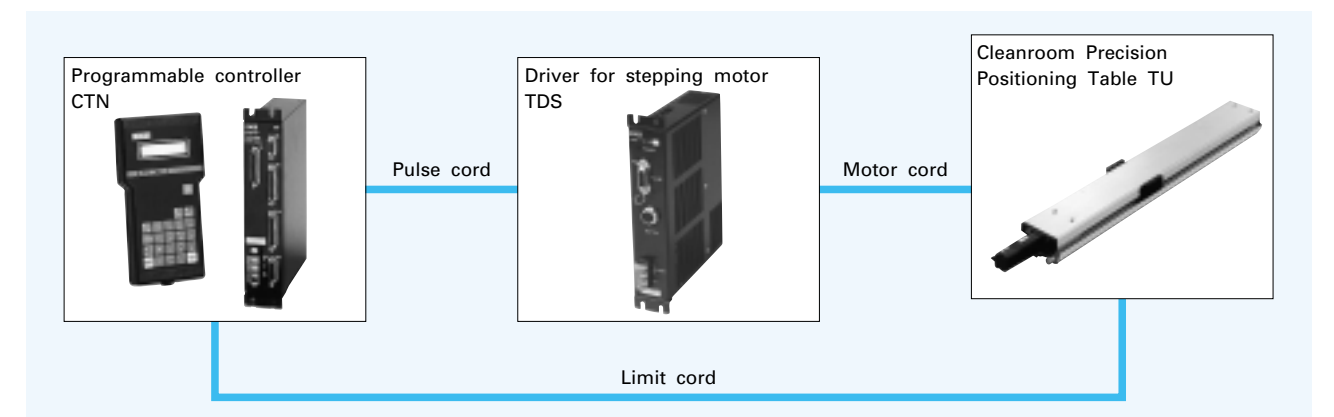 Programmable controller
CTN
Driver for stepping motor
TDS
Cleanroom Precision
Positioning Table TU
Pulse cord
Motor cord
Limit cord